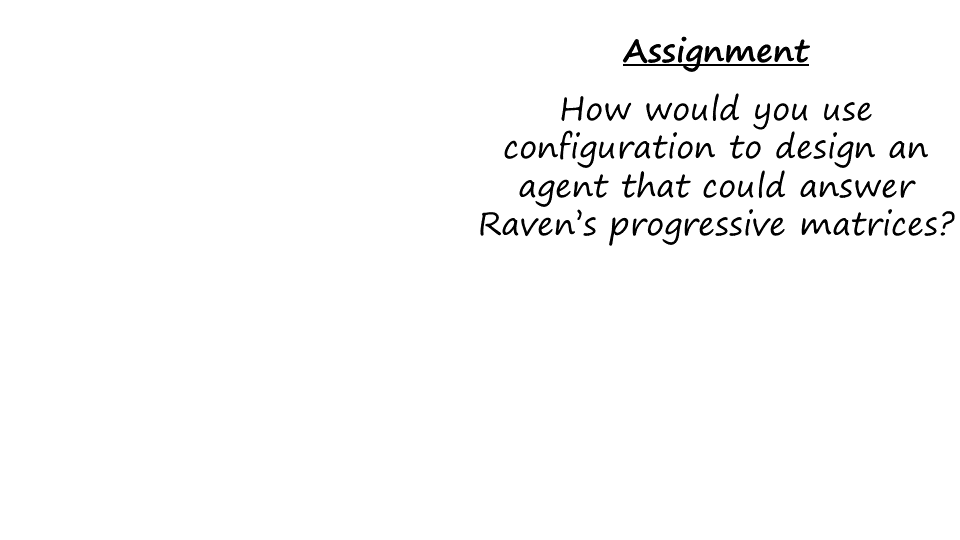 Assignment
How would you use
configuration to design an
agent that could answer
Raven’s progressive matrices?